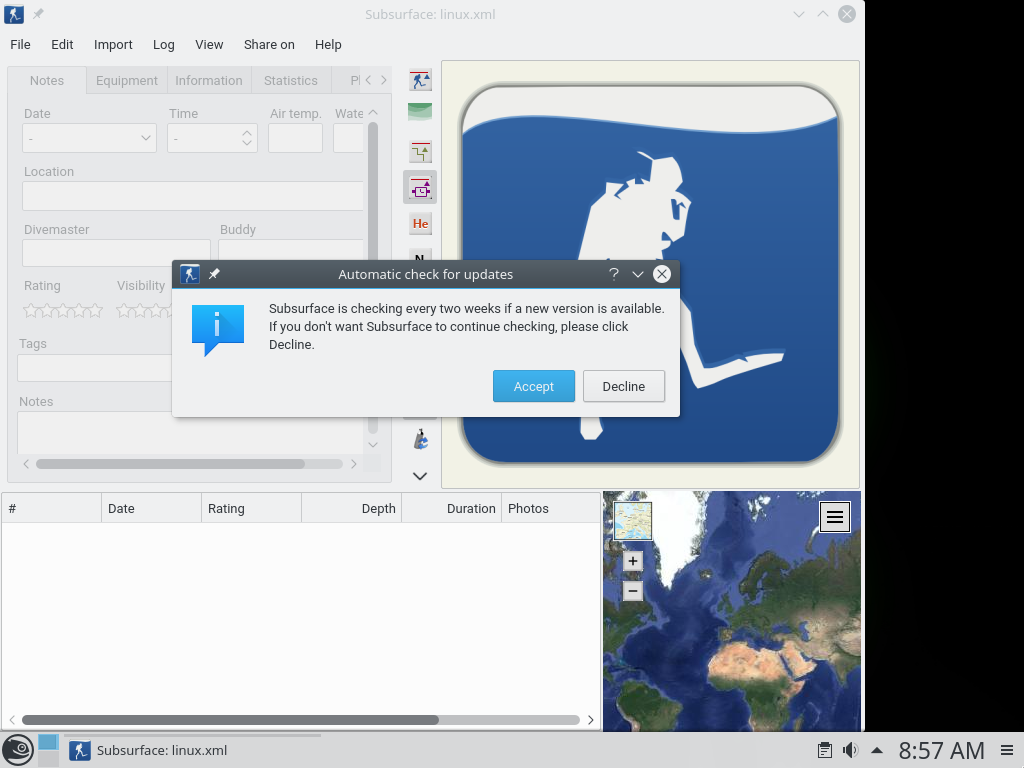 Subsurface: linux.xml
File Edit Import Log View Share on Help
Notes Equipment Information Statistics
Date Time Air temp. Wate
- -
Location
Divemaster Buddy
Rating Visibility
Tags
Notes
He
Automatic check for updates
?
i
Subsurface is checking every two weeks if a new version is available.
If you don't want Subsurface to continue checking, please click
Decline.
Accept Decline
# Date Rating Depth Duration Photos
+
−
Subsurface: linux.xml
8:57 AM